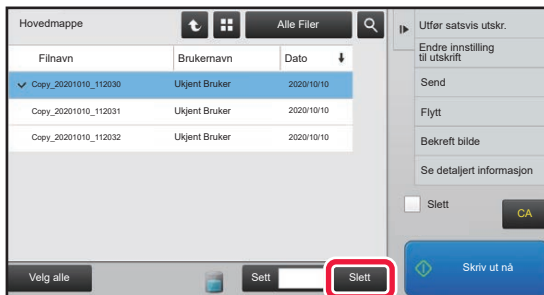 Hovedmappe
Alle Filer
Filnavn Brukernavn Dato
Copy_20201010_112030 Ukjent Bruker 2020/10/10
Copy_20201010_112031 Ukjent Bruker 2020/10/10
Copy_20201010_112032 Ukjent Bruker 2020/10/10
Velg alle
Sett
Slett
Utfør satsvis utskr.
Endre innstilling
til utskrift
Send
Flytt
Bekreft bilde
Se detaljert informasjon
Slett
CA
Skriv ut nå